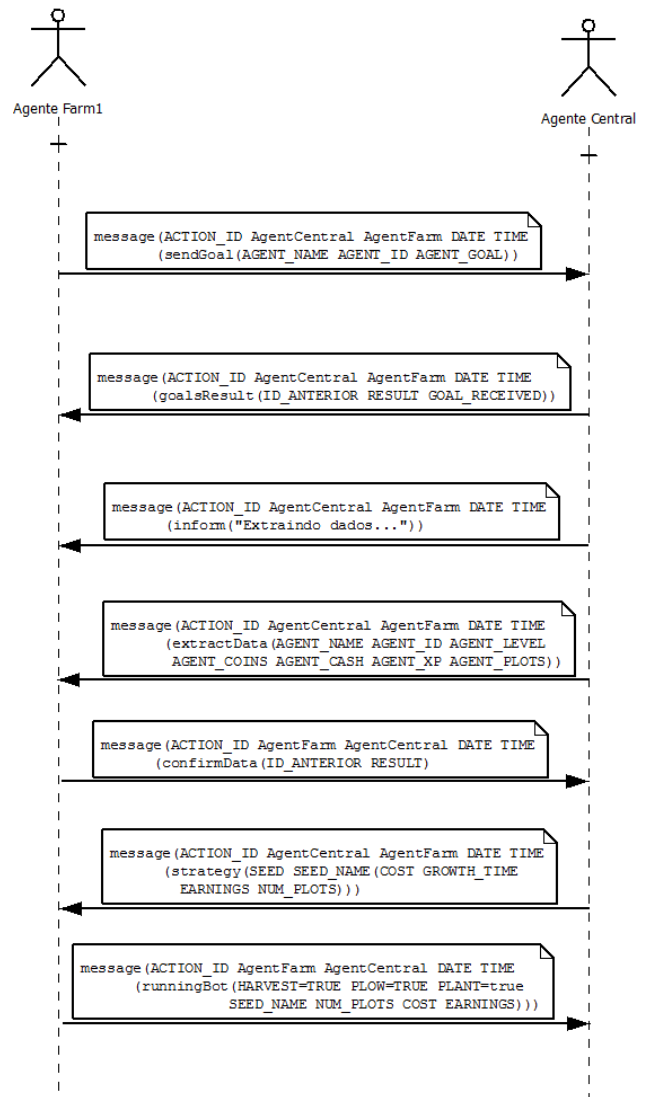 Agente Farm1
Agente Central
message(ACTION_ID AgentCentral AgentFarm DATE TIME
(sendGoal(AGENT_NAME AGENT_ID AGENT_GOAL))
message(ACTION_ID AgentCentral AgentFarm DATE TIME
(goalsResult(ID_ANTERIOR RESULT GOAL_RECEIVED))
message(ACTION_ID AgentCentral AgentFarm DATE TIME
(inform("Extraindo dados..."))
message(ACTION_ID AgentCentral AgentFarm DATE TIME
(extractData(AGENT_NAME AGENT_ID AGENT_LEVEL
AGENT_COINS AGENT_CASH AGENT_XP AGENT_PLOTS))
message(ACTION_ID AgentFarm AgentCentral DATE TIME
(confirmData(ID_ANTERIOR RESULT)
message(ACTION_ID AgentCentral AgentFarm DATE TIME
(strategy(SEED SEED_NAME(COST GROWTH_TIME
EARNINGS NUM_PLOTS)))
message(ACTION_ID AgentFarm AgentCentral DATE TIME
(runningBot(HARVEST=TRUE PLOW=TRUE PLANT=true
SEED_NAME NUM_PLOTS COST EARNINGS)))